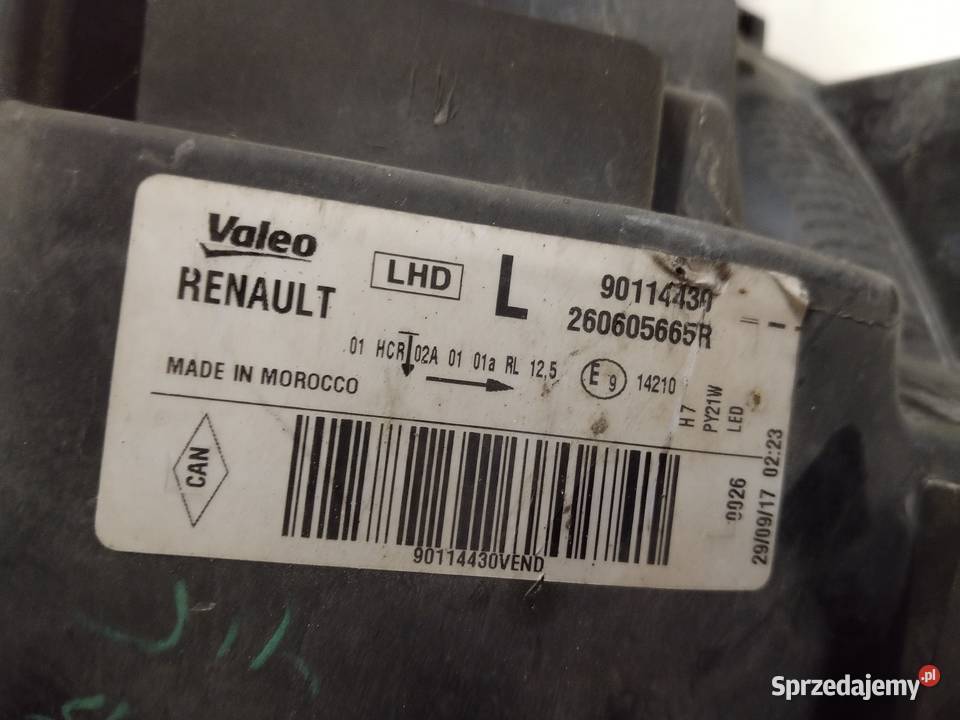 Valeo
RENAULT
LHD
L
90114430
260605665R
01 HCR 02A 01 01a RL 12,5
E 9
14210
MADE IN MOROCCO
H7
PY21W
LED
CAN
90114430VEND
0026
29/09/17 02:23
Sprzedajemy.pl